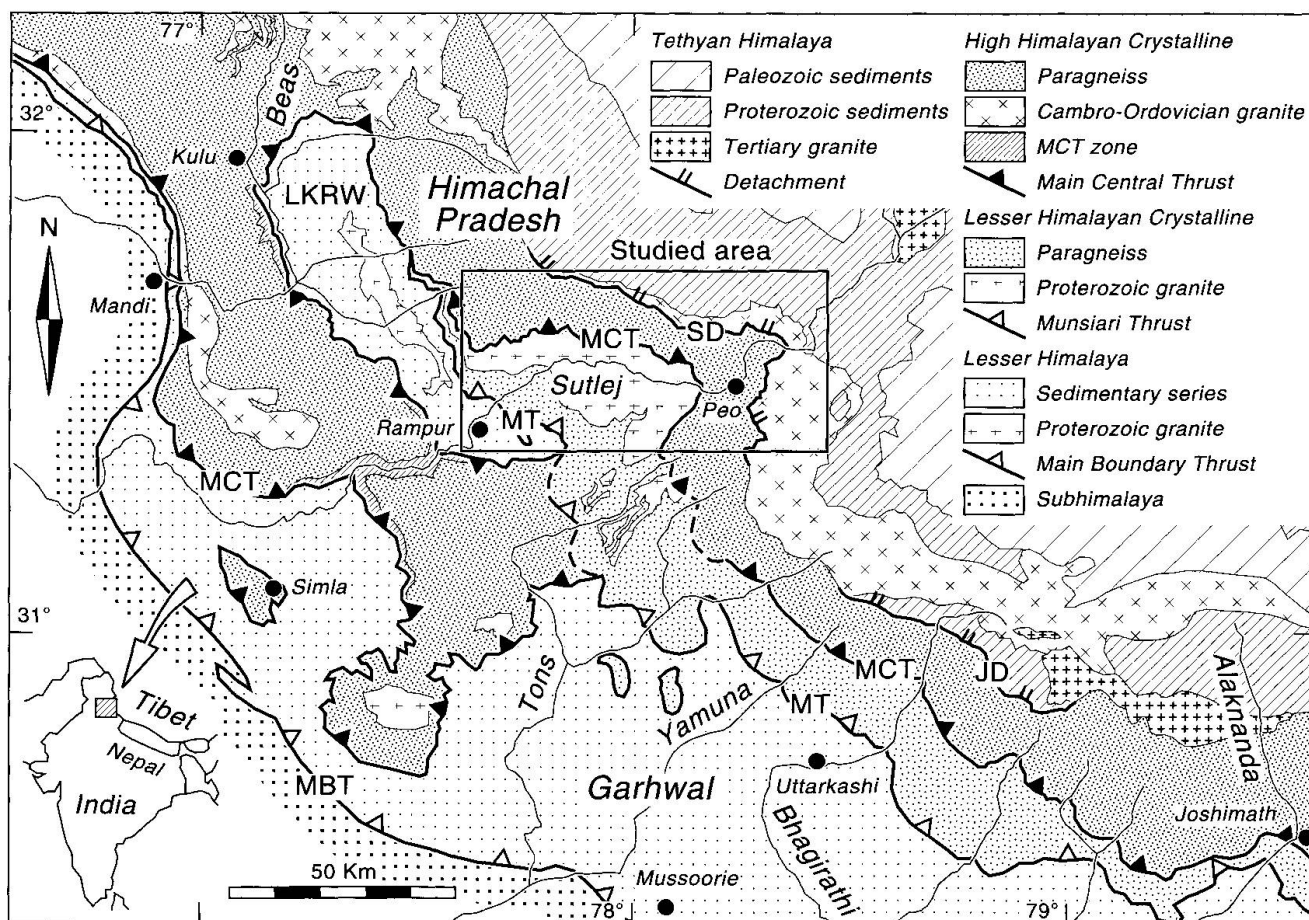 77°
32°
Beas
Kulu
LKRW
Himachal
Pradesh
N
Mandi
Studied area
MCT
SD
Sutlej
Peo
Rampur
MT
MCT
Simla
31°
Tons
Yamuna
MCT
MT
JD
Alaknanda
Tibet
Nepal
India
MBT
Garhwal
Uttarkashi
Bhagirathi
Joshimath
50 Km
Mussoorie
78°
79°
Tethyan Himalaya
Paleozoic sediments
Proterozoic sediments
Tertiary granite
Detachment
High Himalayan Crystalline
Paragneiss
Cambro-Ordovician granite
MCT zone
Main Central Thrust
Lesser Himalayan Crystalline
Paragneiss
Proterozoic granite
Munsiari Thrust
Lesser Himalaya
Sedimentary series
Proterozoic granite
Main Boundary Thrust
Subhimalaya